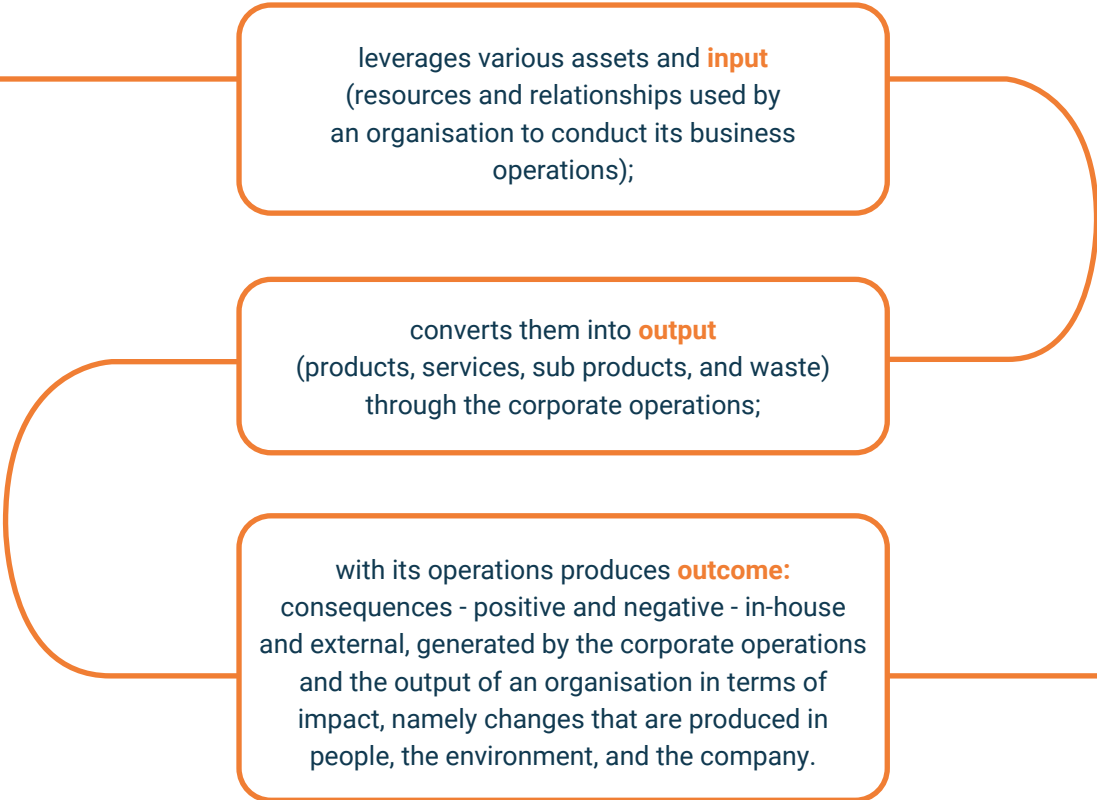 leverages various assets and input
(resources and relationships used by
an organisation to conduct its business
operations);
converts them into output
(products, services, sub products, and waste)
through the corporate operations;
with its operations produces outcome:
consequences - positive and negative - in-house
and external, generated by the corporate operations
and the output of an organisation in terms of
impact, namely changes that are produced in
people, the environment, and the company.